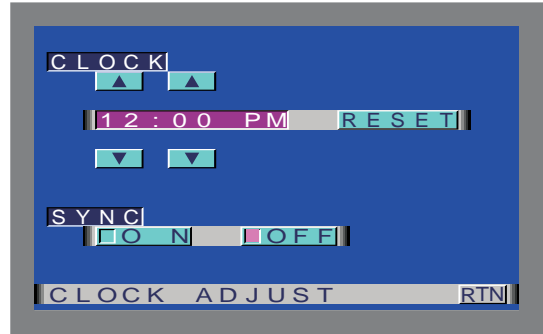 CLOCK
▲ ▲
12:00 PM RESET
▼ ▼
SYNC
ON OFF
CLOCK ADJUST RTN